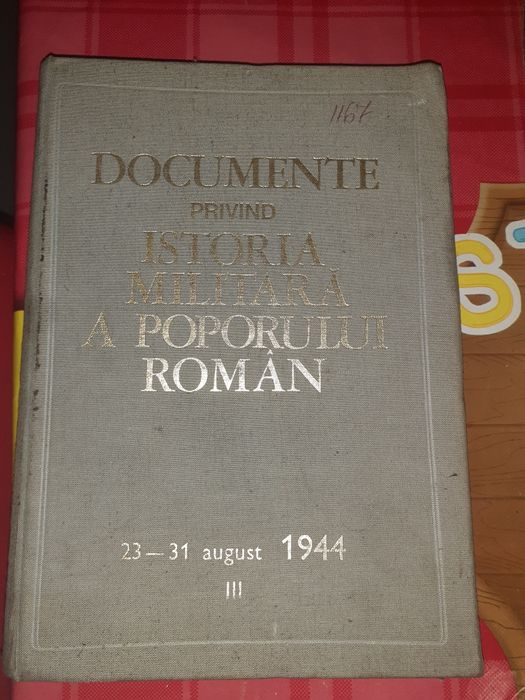 1167
DOCUMENTE
PRIVIND
ISTORIA
MILITARĂ
A POPORULUI
ROMÂN
23 — 31 august 1944
III